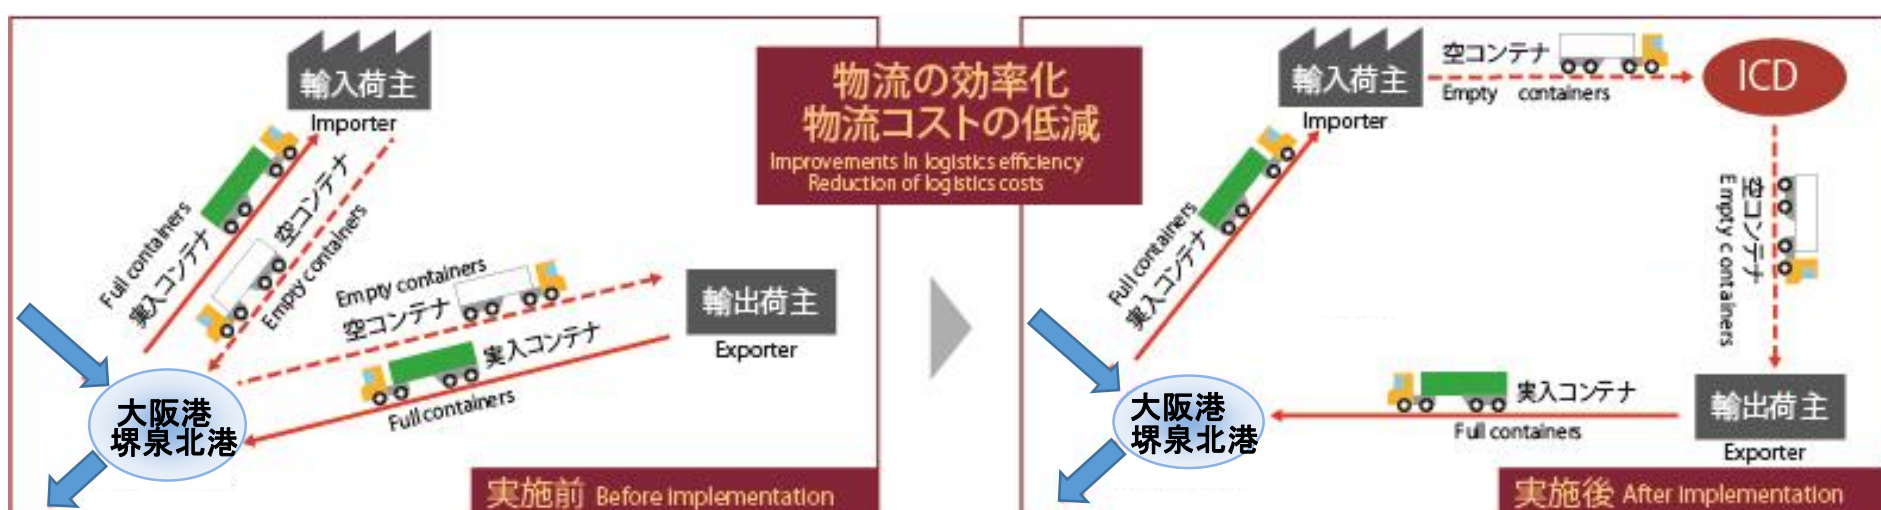 輸入荷主
Importer
Full containers
実入コンテナ
空コンテナ
Empty containers
Empty containers
空コンテナ
実入コンテナ
Full containers
輸出荷主
Exporter
大阪港
堺泉北港
実施前 Before implementation
物流の効率化
物流コストの低減
Improvements In logistics efficiency
Reduction of logistics costs
輸入荷主
Importer
空コンテナ
Empty containers
ICD
Full containers
実入コンテナ
空コンテナ
Empty containers
大阪港
堺泉北港
実入コンテナ
Full containers
輸出荷主
Exporter
実施後 After implementation